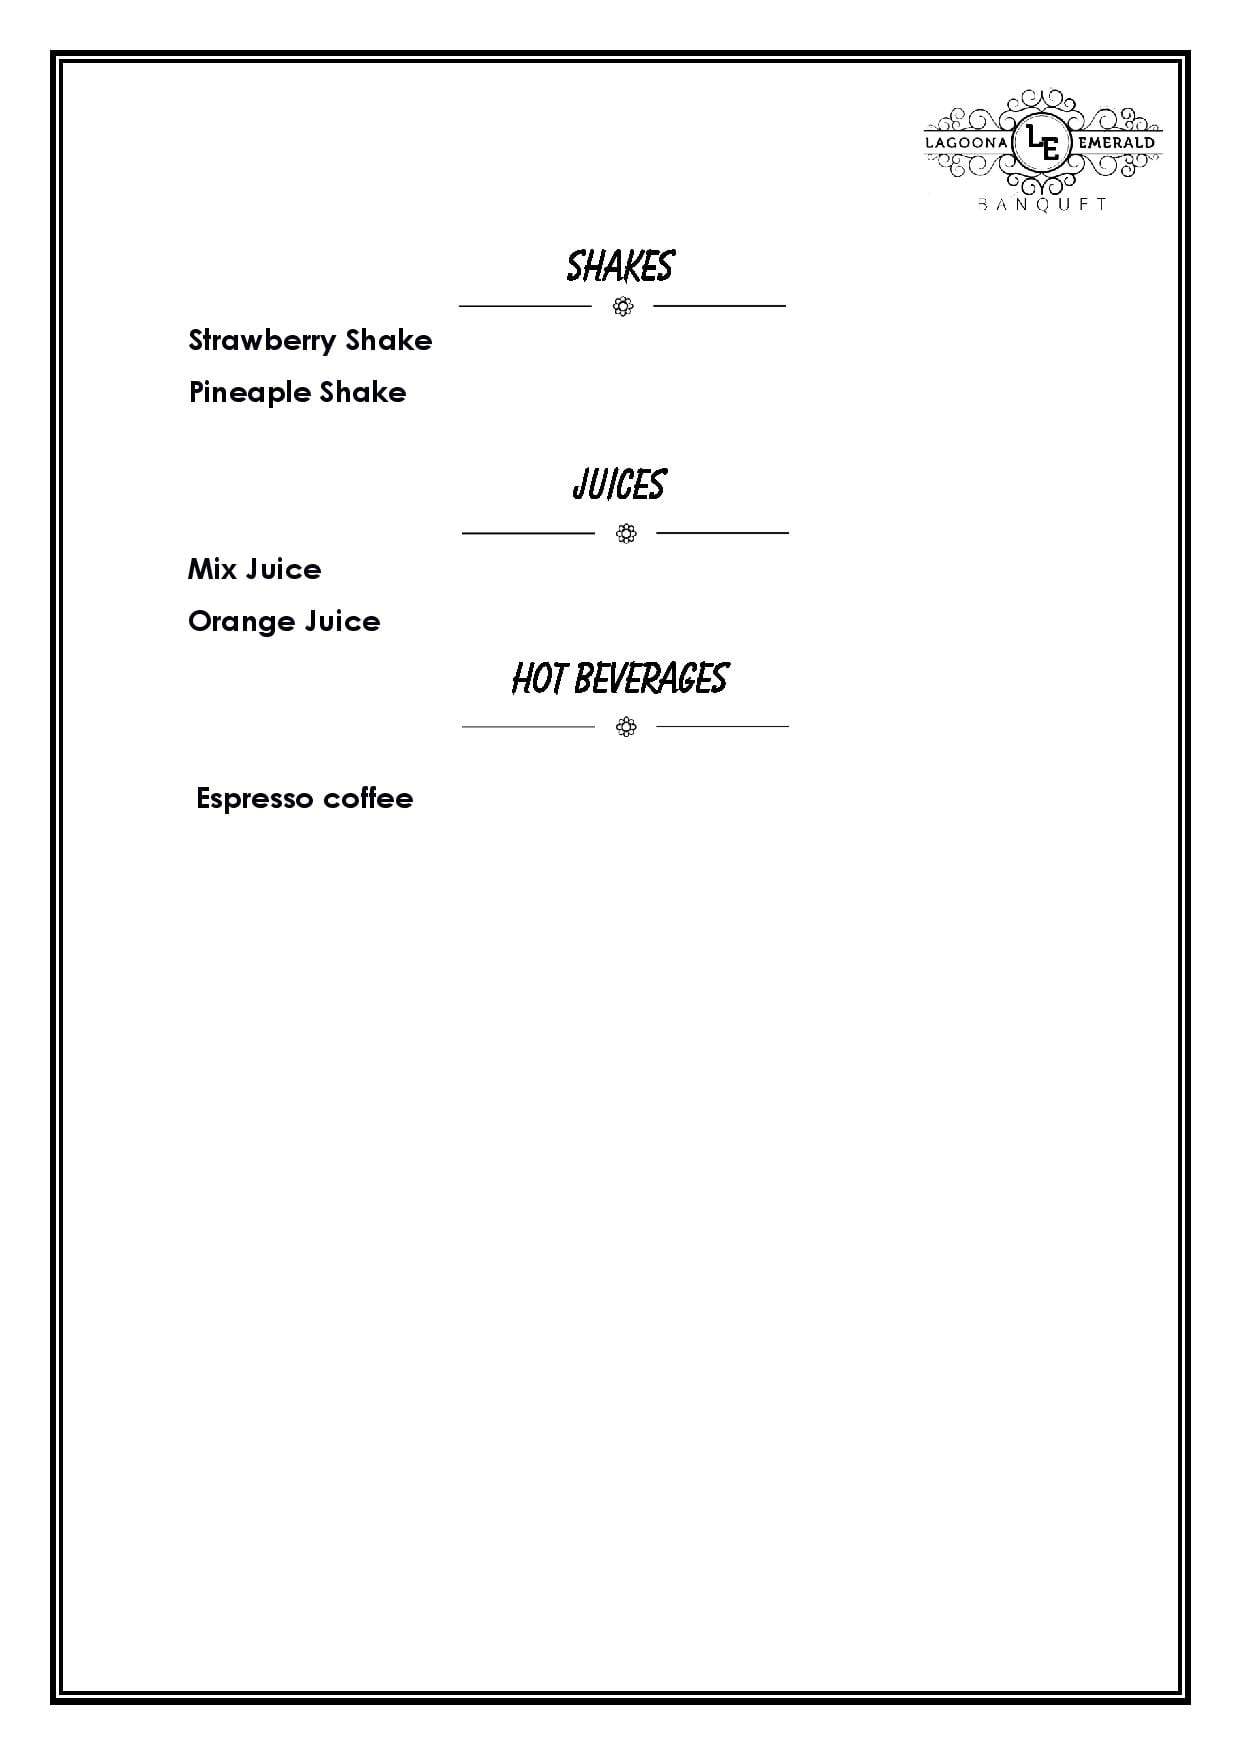 LAGOONA LE EMERALD
BANQUET
SHAKES
Strawberry Shake
Pineaple Shake
JUICES
Mix Juice
Orange Juice
HOT BEVERAGES
Espresso coffee